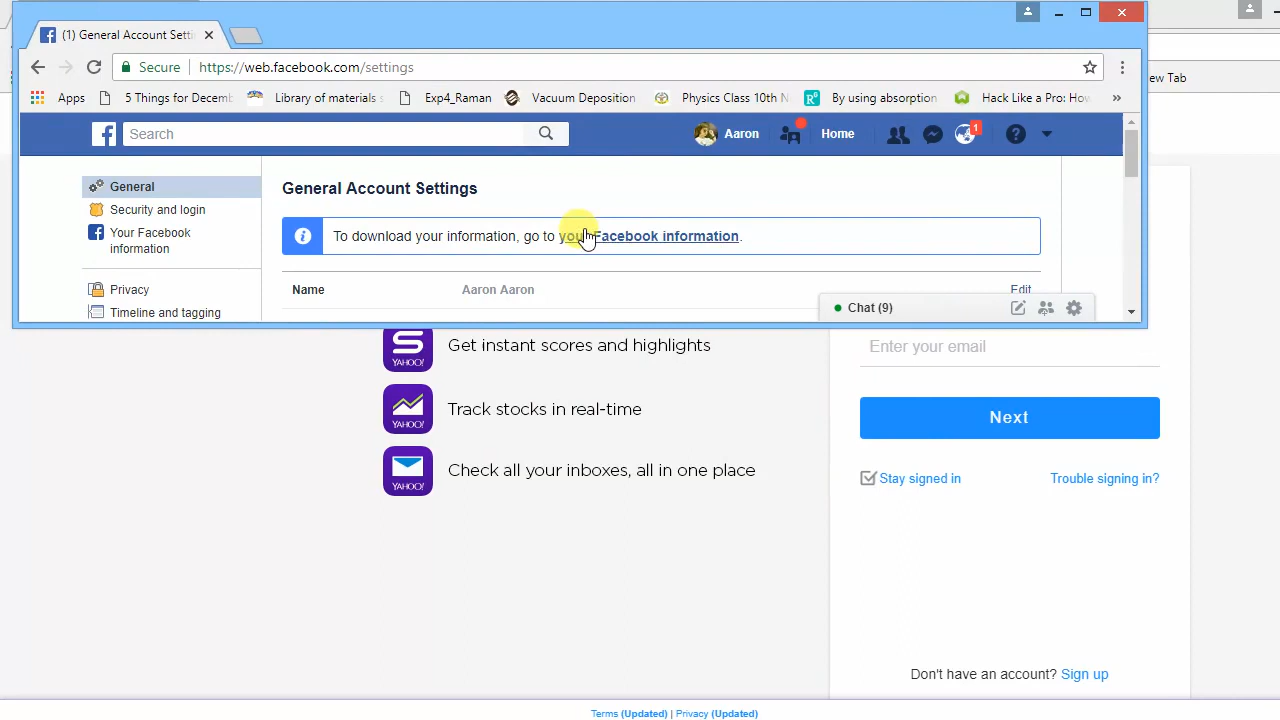 (1) General Account Setti
Secure https://web.facebook.com/settings
Apps 5 Things for Decemb Library of materials s Exp4_Raman Vacuum Deposition Physics Class 10th N By using absorption Hack Like a Pro: How »
ew Tab
Search Aaron Home 1
General
General Account Settings
Security and login
To download your information, go to your Facebook information.
Your Facebook
information
Privacy
Name Aaron Aaron Edit
Timeline and tagging
Chat (9)
YAHOO!
Get instant scores and highlights
YAHOO!
Track stocks in real-time
YAHOO!
Check all your inboxes, all in one place
Enter your email
Next
Stay signed in Trouble signing in?
Don't have an account? Sign up
Terms (Updated) | Privacy (Updated)